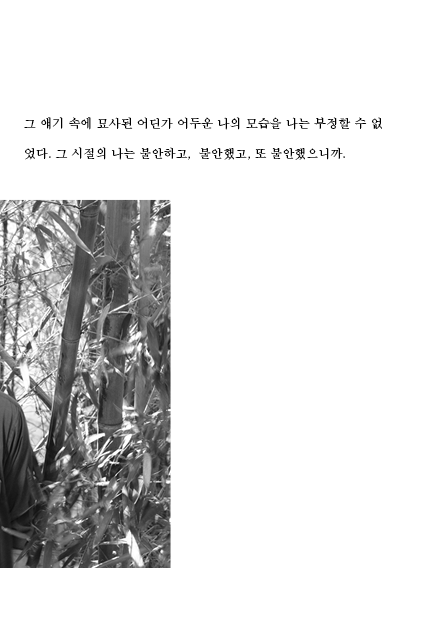 그 얘기 속에 묘사된 어딘가 어두운 나의 모습을 나는 부정할 수 없
었다. 그 시절의 나는 불안하고, 불안했고, 또 불안했으니까.